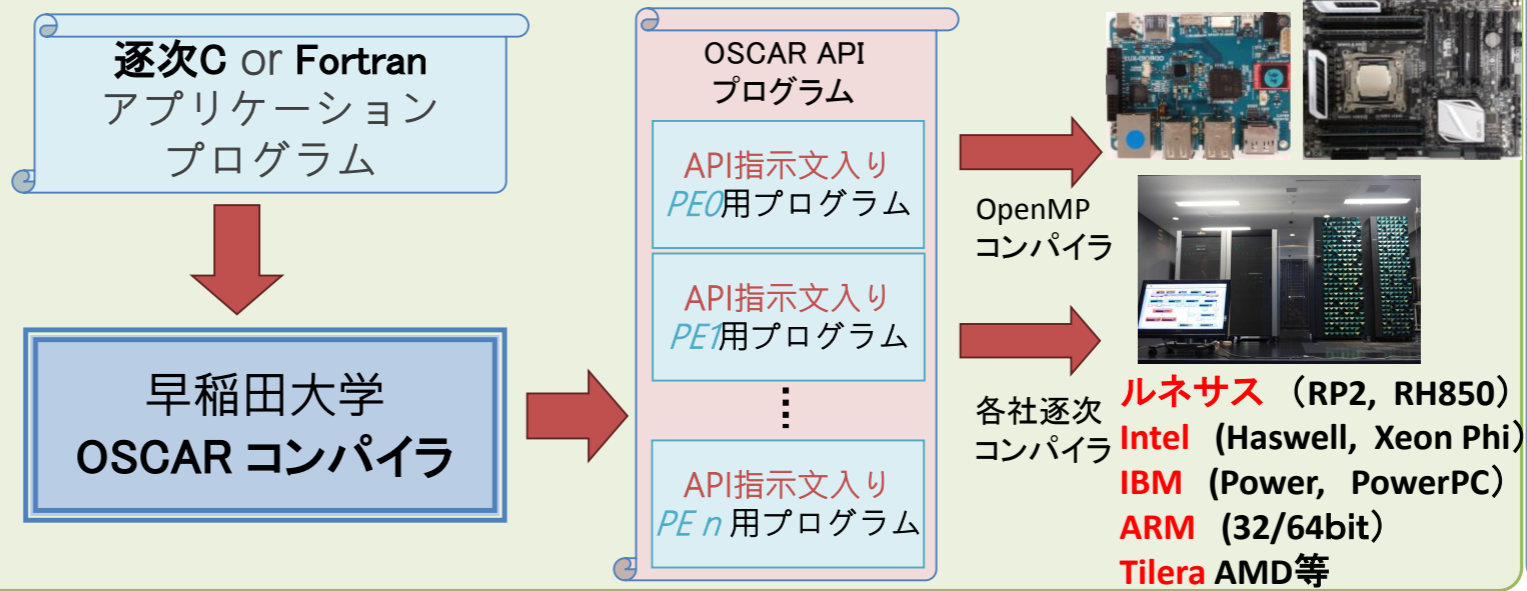 逐次C or Fortran
アプリケーション
プログラム
早稲田大学
OSCAR コンパイラ
OSCAR API
プログラム
API指示文入り
PE0用プログラム
API指示文入り
PE1用プログラム
API指示文入り
PE n 用プログラム
OpenMP
コンパイラ
各社逐次
コンパイラ
ルネサス （RP2, RH850）
Intel (Haswell, Xeon Phi）
IBM (Power, PowerPC）
ARM (32/64bit）
Tilera AMD等